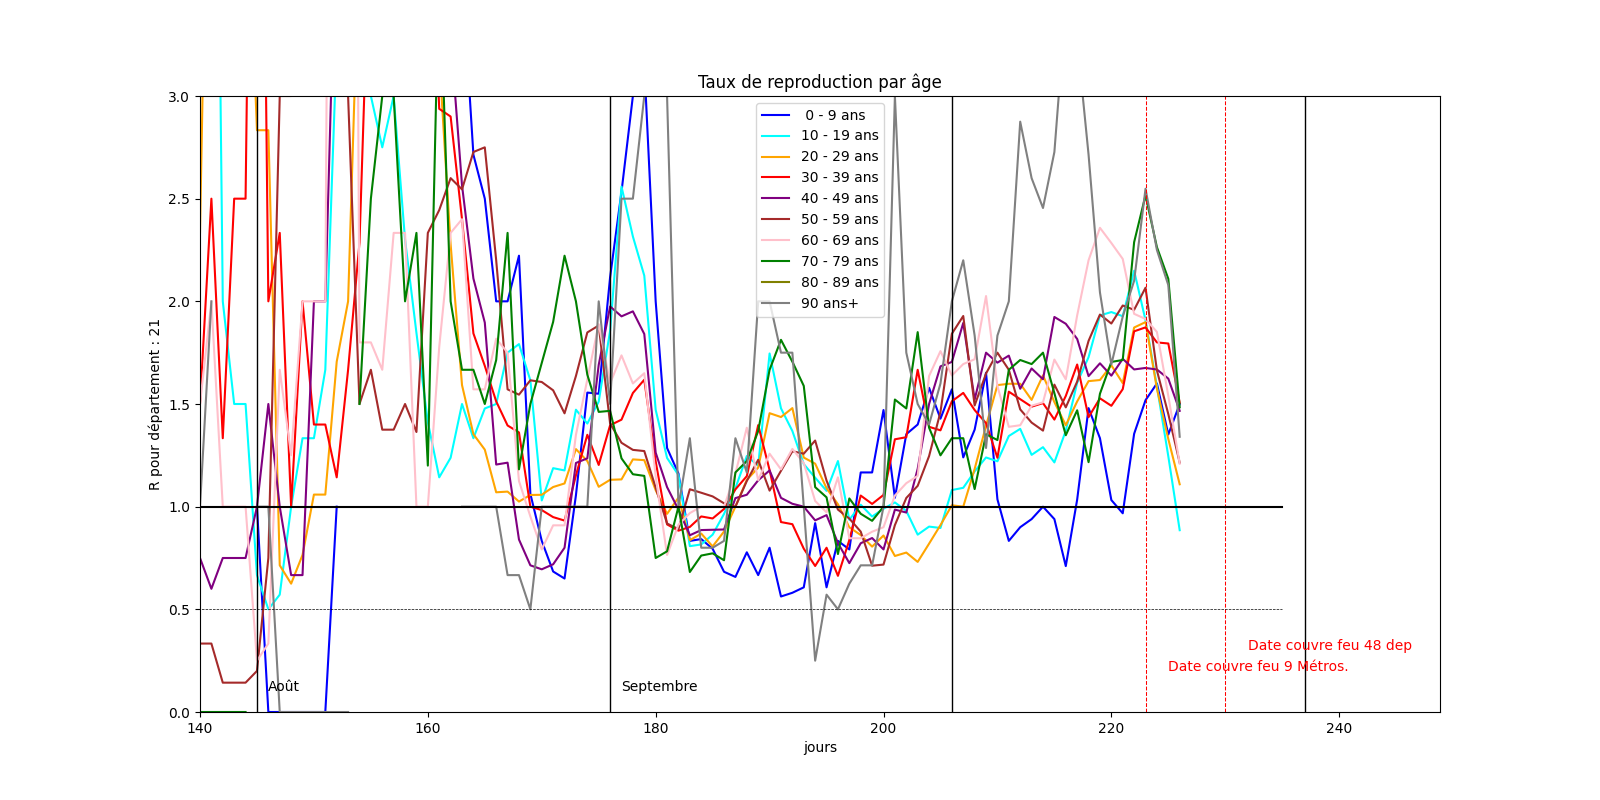 Taux de reproduction par âge
R pour département : 21
3.0
2.5
2.0
1.5
1.0
0.5
0.0
0 - 9 ans
10 - 19 ans
20 - 29 ans
30 - 39 ans
40 - 49 ans
50 - 59 ans
60 - 69 ans
70 - 79 ans
80 - 89 ans
90 ans+
Date couvre feu 48 dep
Date couvre feu 9 Métros.
Août
Septembre
140
160
180
200
220
240
jours